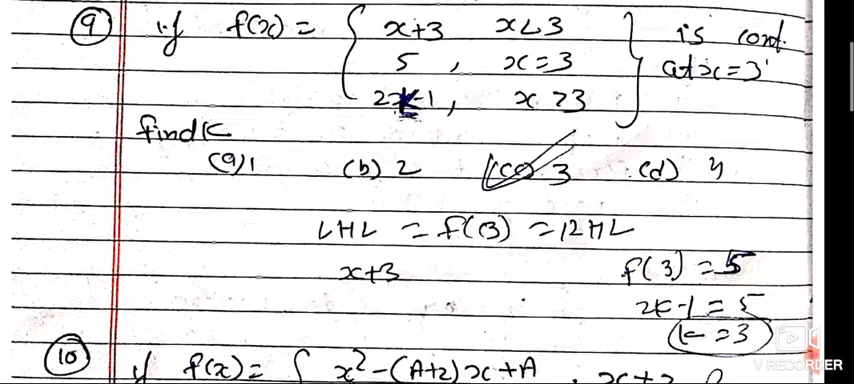 (9) if f(x) = { x+3 x<3 } is cont.
5 , x=3 at x=3
2k-1 , x>3
find k
(a) 1 (b) 2 (c) 3 (d) 4
LHL = f(3) = RHL
x+3 f(3) = 5
2k-1 = 5
k = 3
(10) if f(x) = { x²-(A+2)x+A
V RECORDER